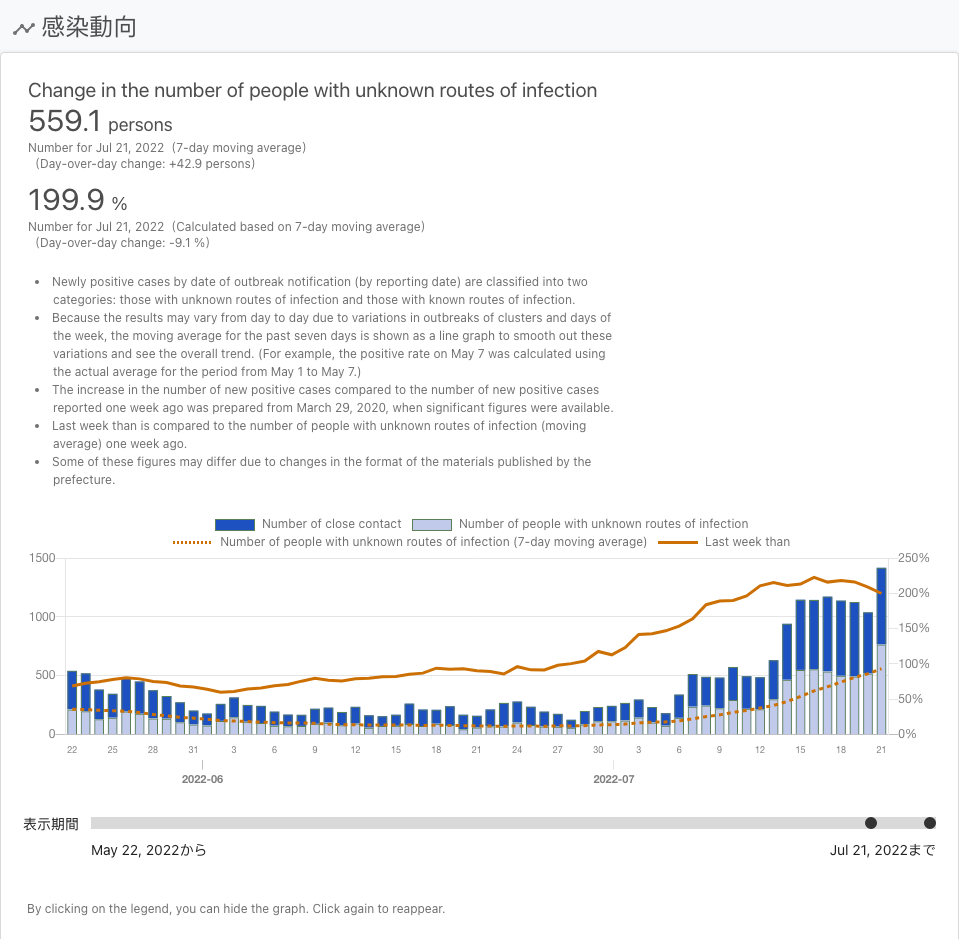 感染動向
Change in the number of people with unknown routes of infection
559.1 persons
Number for Jul 21, 2022 (7-day moving average)
(Day-over-day change: +42.9 persons)
199.9 %
Number for Jul 21, 2022 (Calculated based on 7-day moving average)
(Day-over-day change: -9.1 %)
• Newly positive cases by date of outbreak notification (by reporting date) are classified into two
categories: those with unknown routes of infection and those with known routes of infection.
• Because the results may vary from day to day due to variations in outbreaks of clusters and days of
the week, the moving average for the past seven days is shown as a line graph to smooth out these
variations and see the overall trend. (For example, the positive rate on May 7 was calculated using
the actual average for the period from May 1 to May 7.)
• The increase in the number of new positive cases compared to the number of new positive cases
reported one week ago was prepared from March 29, 2020, when significant figures were available.
• Last week than is compared to the number of people with unknown routes of infection (moving
average) one week ago.
• Some of these figures may differ due to changes in the format of the materials published by the
prefecture.
Number of close contact Number of people with unknown routes of infection
Number of people with unknown routes of infection (7-day moving average) Last week than
1500 250%
200%
1000
150%
500 100%
50%
0 0%
22 25 28 31 3 6 9 12 15 18 21 24 27 30 3 6 9 12 15 18 21
2022-06 2022-07
表示期間
May 22, 2022から Jul 21, 2022まで
By clicking on the legend, you can hide the graph. Click again to reappear.